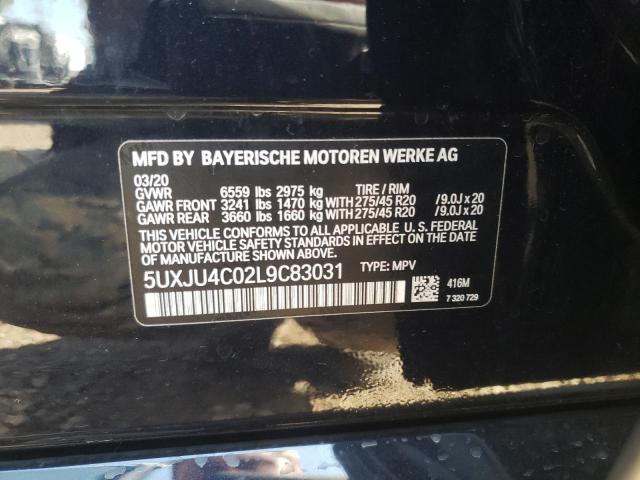 MFD BY BAYERISCHE MOTOREN WERKE AG
03/20
GVWR 6559 lbs 2975 kg TIRE / RIM
GAWR FRONT 3241 lbs 1470 kg WITH 275/45 R20 /9.0J x 20
GAWR REAR 3660 lbs 1660 kg WITH 275/45 R20 /9.0J x 20
THIS VEHICLE CONFORMS TO ALL APPLICABLE U.S. FEDERAL
MOTOR VEHICLE SAFETY STANDARDS IN EFFECT ON THE DATE
OF MANUFACTURE SHOWN ABOVE.
5UXJU4C02L9C83031 TYPE: MPV
416M
7 320 729